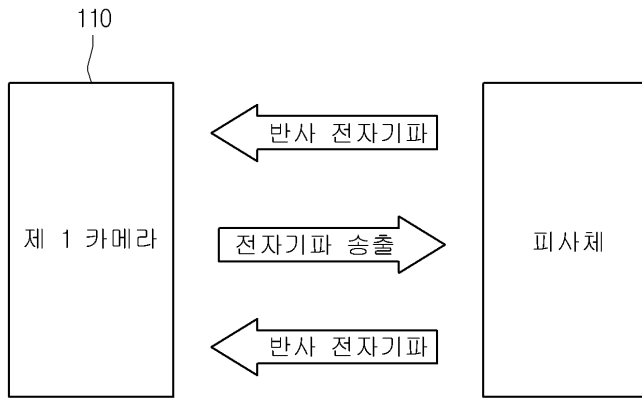 110
반사 전자기파
제 1 카메라
전자기파 송출
피사체
반사 전자기파